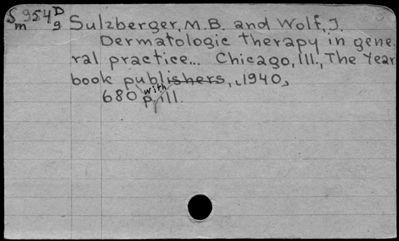 S 954D Sulzberger, M.B. and Wolf, J.
m 9
Dermatologic therapy in gene
ral practice... Chicago, Ill., The Year
book publishers, 1940,
680 p. with ill.